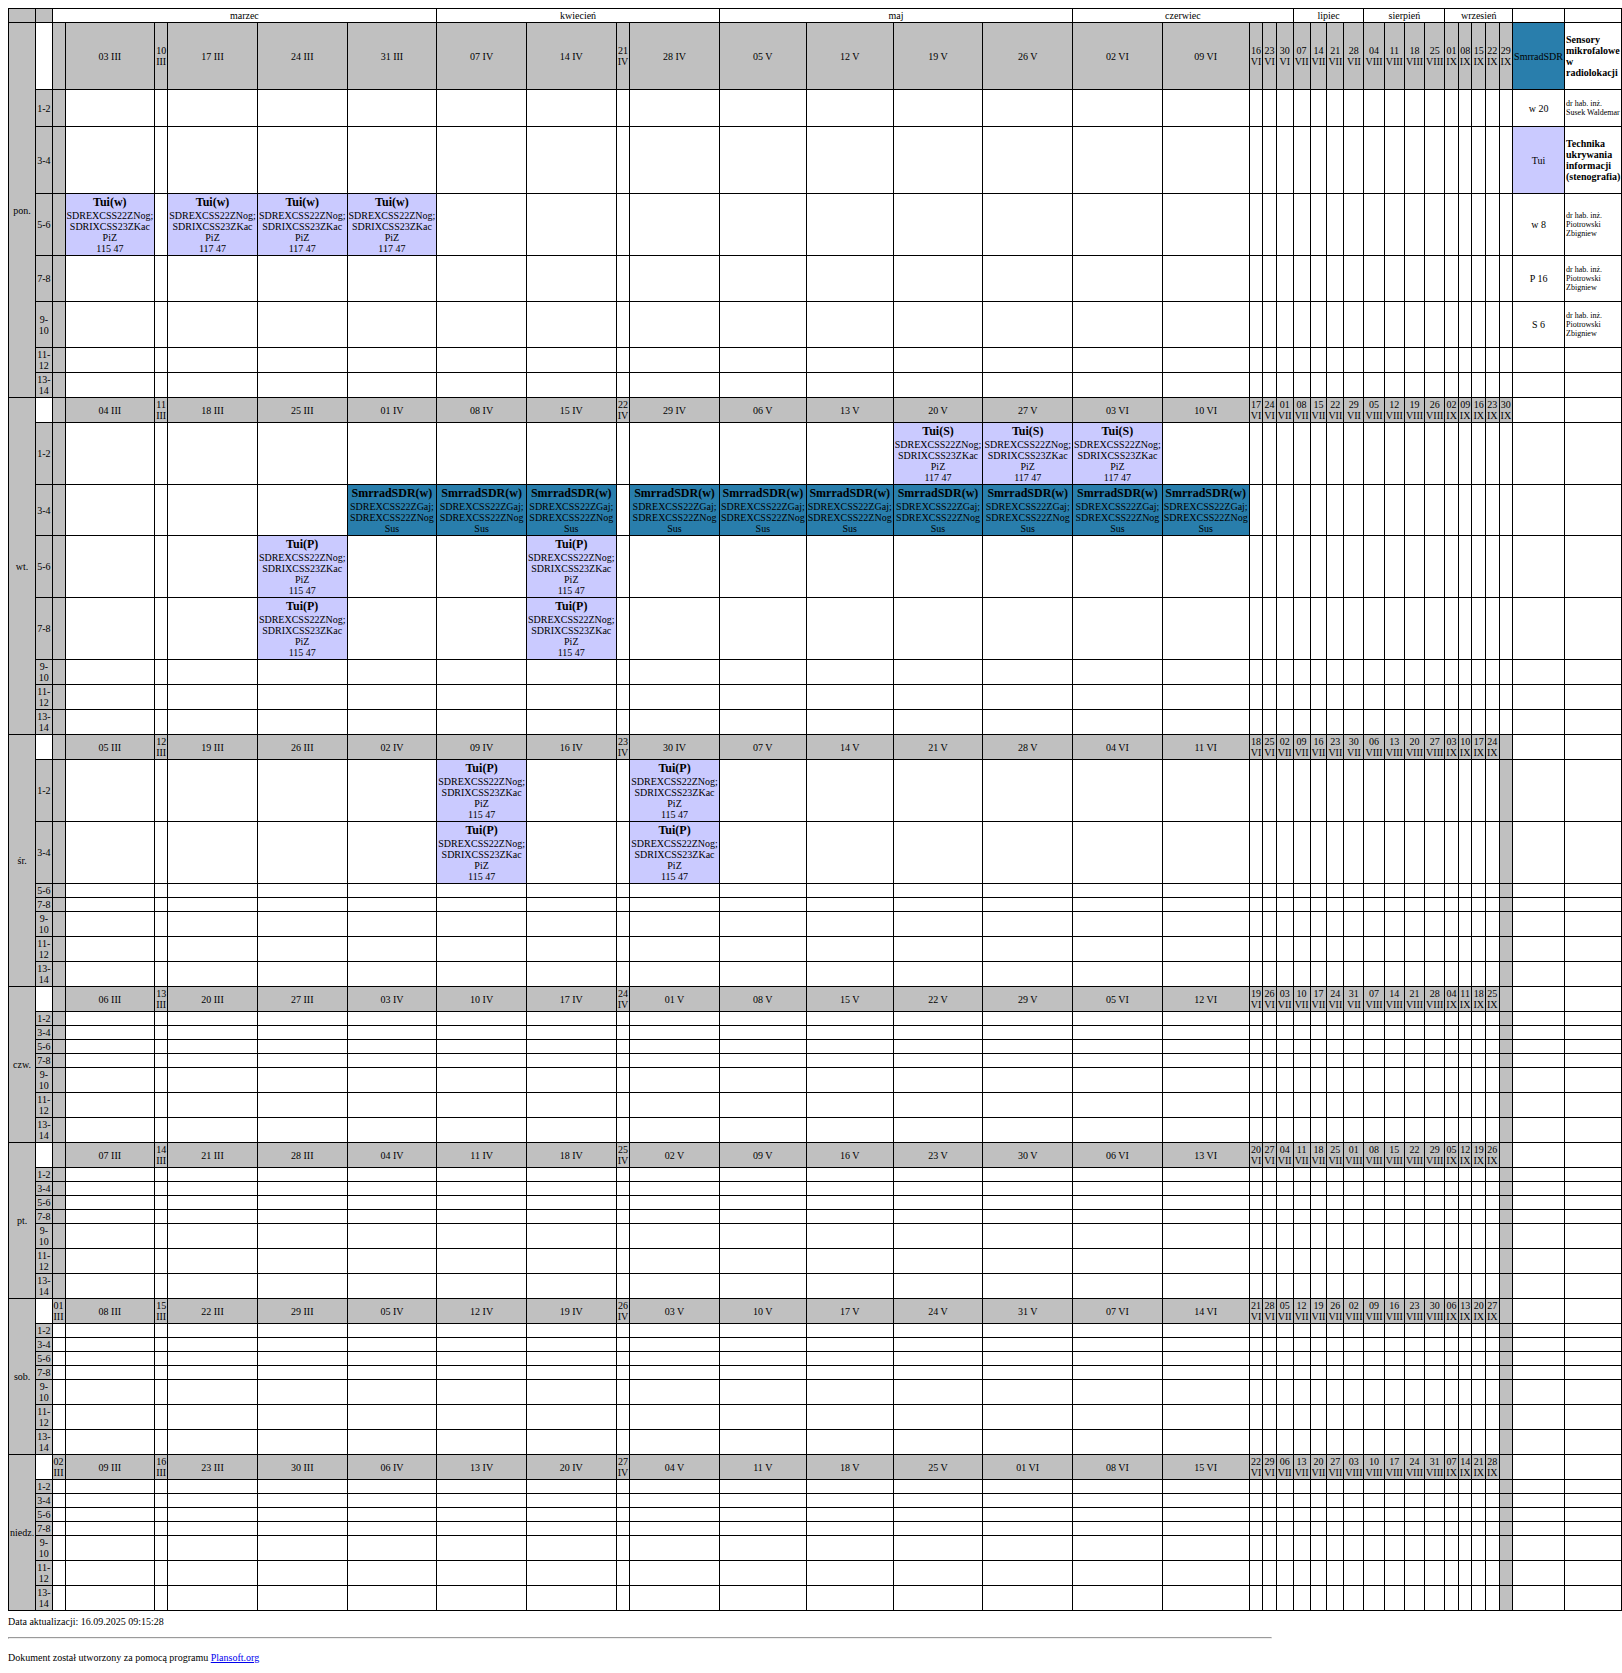 marzec kwiecień maj czerwiec lipiec sierpień wrzesień
pon. 03 III 10 III 17 III 24 III 31 III 07 IV 14 IV 21 IV 28 IV 05 V 12 V 19 V 26 V 02 VI 09 VI 16 VI 23 VI 30 VI 07 VII 14 VII 21 VII 28 VII 04 VIII 11 VIII 18 VIII 25 VIII 01 IX 08 IX 15 IX 22 IX 29 IX SmrradSDR Sensory mikrofalowe w radiolokacji
1-2 w 20 dr hab. inż. Susek Waldemar
3-4 Tui Technika ukrywania informacji (stenografia)
5-6 w 8 dr hab. inż. Piotrowski Zbigniew
Tui(w) Tui(w) Tui(w) Tui(w)
SDREXCSS22ZNog; SDREXCSS22ZNog; SDREXCSS22ZNog; SDREXCSS22ZNog;
SDRIXCSS23ZKac SDRIXCSS23ZKac SDRIXCSS23ZKac SDRIXCSS23ZKac
PiZ PiZ PiZ PiZ
115 47 117 47 117 47 117 47
7-8 P 16 dr hab. inż. Piotrowski Zbigniew
9-10 S 6 dr hab. inż. Piotrowski Zbigniew
11-12
13-14
wt. 04 III 11 III 18 III 25 III 01 IV 08 IV 15 IV 22 IV 29 IV 06 V 13 V 20 V 27 V 03 VI 10 VI 17 VI 24 VI 01 VII 08 VII 15 VII 22 VII 29 VII 05 VIII 12 VIII 19 VIII 26 VIII 02 IX 09 IX 16 IX 23 IX 30 IX
1-2
Tui(S) Tui(S) Tui(S)
SDREXCSS22ZNog; SDREXCSS22ZNog; SDREXCSS22ZNog;
SDRIXCSS23ZKac SDRIXCSS23ZKac SDRIXCSS23ZKac
PiZ PiZ PiZ
117 47 117 47 117 47
3-4
SmrradSDR(w) SmrradSDR(w) SmrradSDR(w) SmrradSDR(w) SmrradSDR(w) SmrradSDR(w) SmrradSDR(w) SmrradSDR(w) SmrradSDR(w) SmrradSDR(w)
SDREXCSS22ZGaj; SDREXCSS22ZGaj; SDREXCSS22ZGaj; SDREXCSS22ZGaj; SDREXCSS22ZGaj; SDREXCSS22ZGaj; SDREXCSS22ZGaj; SDREXCSS22ZGaj; SDREXCSS22ZGaj; SDREXCSS22ZGaj;
SDREXCSS22ZNog SDREXCSS22ZNog SDREXCSS22ZNog SDREXCSS22ZNog SDREXCSS22ZNog SDREXCSS22ZNog SDREXCSS22ZNog SDREXCSS22ZNog SDREXCSS22ZNog SDREXCSS22ZNog
Sus Sus Sus Sus Sus Sus Sus Sus Sus Sus
5-6
Tui(P) Tui(P)
SDREXCSS22ZNog; SDREXCSS22ZNog;
SDRIXCSS23ZKac SDRIXCSS23ZKac
PiZ PiZ
115 47 115 47
7-8
Tui(P) Tui(P)
SDREXCSS22ZNog; SDREXCSS22ZNog;
SDRIXCSS23ZKac SDRIXCSS23ZKac
PiZ PiZ
115 47 115 47
9-10
11-12
13-14
śr. 05 III 12 III 19 III 26 III 02 IV 09 IV 16 IV 23 IV 30 IV 07 V 14 V 21 V 28 V 04 VI 11 VI 18 VI 25 VI 02 VII 09 VII 16 VII 23 VII 30 VII 06 VIII 13 VIII 20 VIII 27 VIII 03 IX 10 IX 17 IX 24 IX
1-2
Tui(P) Tui(P)
SDREXCSS22ZNog; SDREXCSS22ZNog;
SDRIXCSS23ZKac SDRIXCSS23ZKac
PiZ PiZ
115 47 115 47
3-4
Tui(P) Tui(P)
SDREXCSS22ZNog; SDREXCSS22ZNog;
SDRIXCSS23ZKac SDRIXCSS23ZKac
PiZ PiZ
115 47 115 47
5-6
7-8
9-10
11-12
13-14
czw. 06 III 13 III 20 III 27 III 03 IV 10 IV 17 IV 24 IV 01 V 08 V 15 V 22 V 29 V 05 VI 12 VI 19 VI 26 VI 03 VII 10 VII 17 VII 24 VII 31 VII 07 VIII 14 VIII 21 VIII 28 VIII 04 IX 11 IX 18 IX 25 IX
1-2
3-4
5-6
7-8
9-10
11-12
13-14
pt. 07 III 14 III 21 III 28 III 04 IV 11 IV 18 IV 25 IV 02 V 09 V 16 V 23 V 30 V 06 VI 13 VI 20 VI 27 VI 04 VII 11 VII 18 VII 25 VII 01 VIII 08 VIII 15 VIII 22 VIII 29 VIII 05 IX 12 IX 19 IX 26 IX
1-2
3-4
5-6
7-8
9-10
11-12
13-14
sob. 01 III 08 III 15 III 22 III 29 III 05 IV 12 IV 19 IV 26 IV 03 V 10 V 17 V 24 V 31 V 07 VI 14 VI 21 VI 28 VI 05 VII 12 VII 19 VII 26 VII 02 VIII 09 VIII 16 VIII 23 VIII 30 VIII 06 IX 13 IX 20 IX 27 IX
1-2
3-4
5-6
7-8
9-10
11-12
13-14
niedz. 02 III 09 III 16 III 23 III 30 III 06 IV 13 IV 20 IV 27 IV 04 V 11 V 18 V 25 V 01 VI 08 VI 15 VI 22 VI 29 VI 06 VII 13 VII 20 VII 27 VII 03 VIII 10 VIII 17 VIII 24 VIII 31 VIII 07 IX 14 IX 21 IX 28 IX
1-2
3-4
5-6
7-8
9-10
11-12
13-14
Data aktualizacji: 16.09.2025 09:15:28
Dokument został utworzony za pomocą programu Plansoft.org